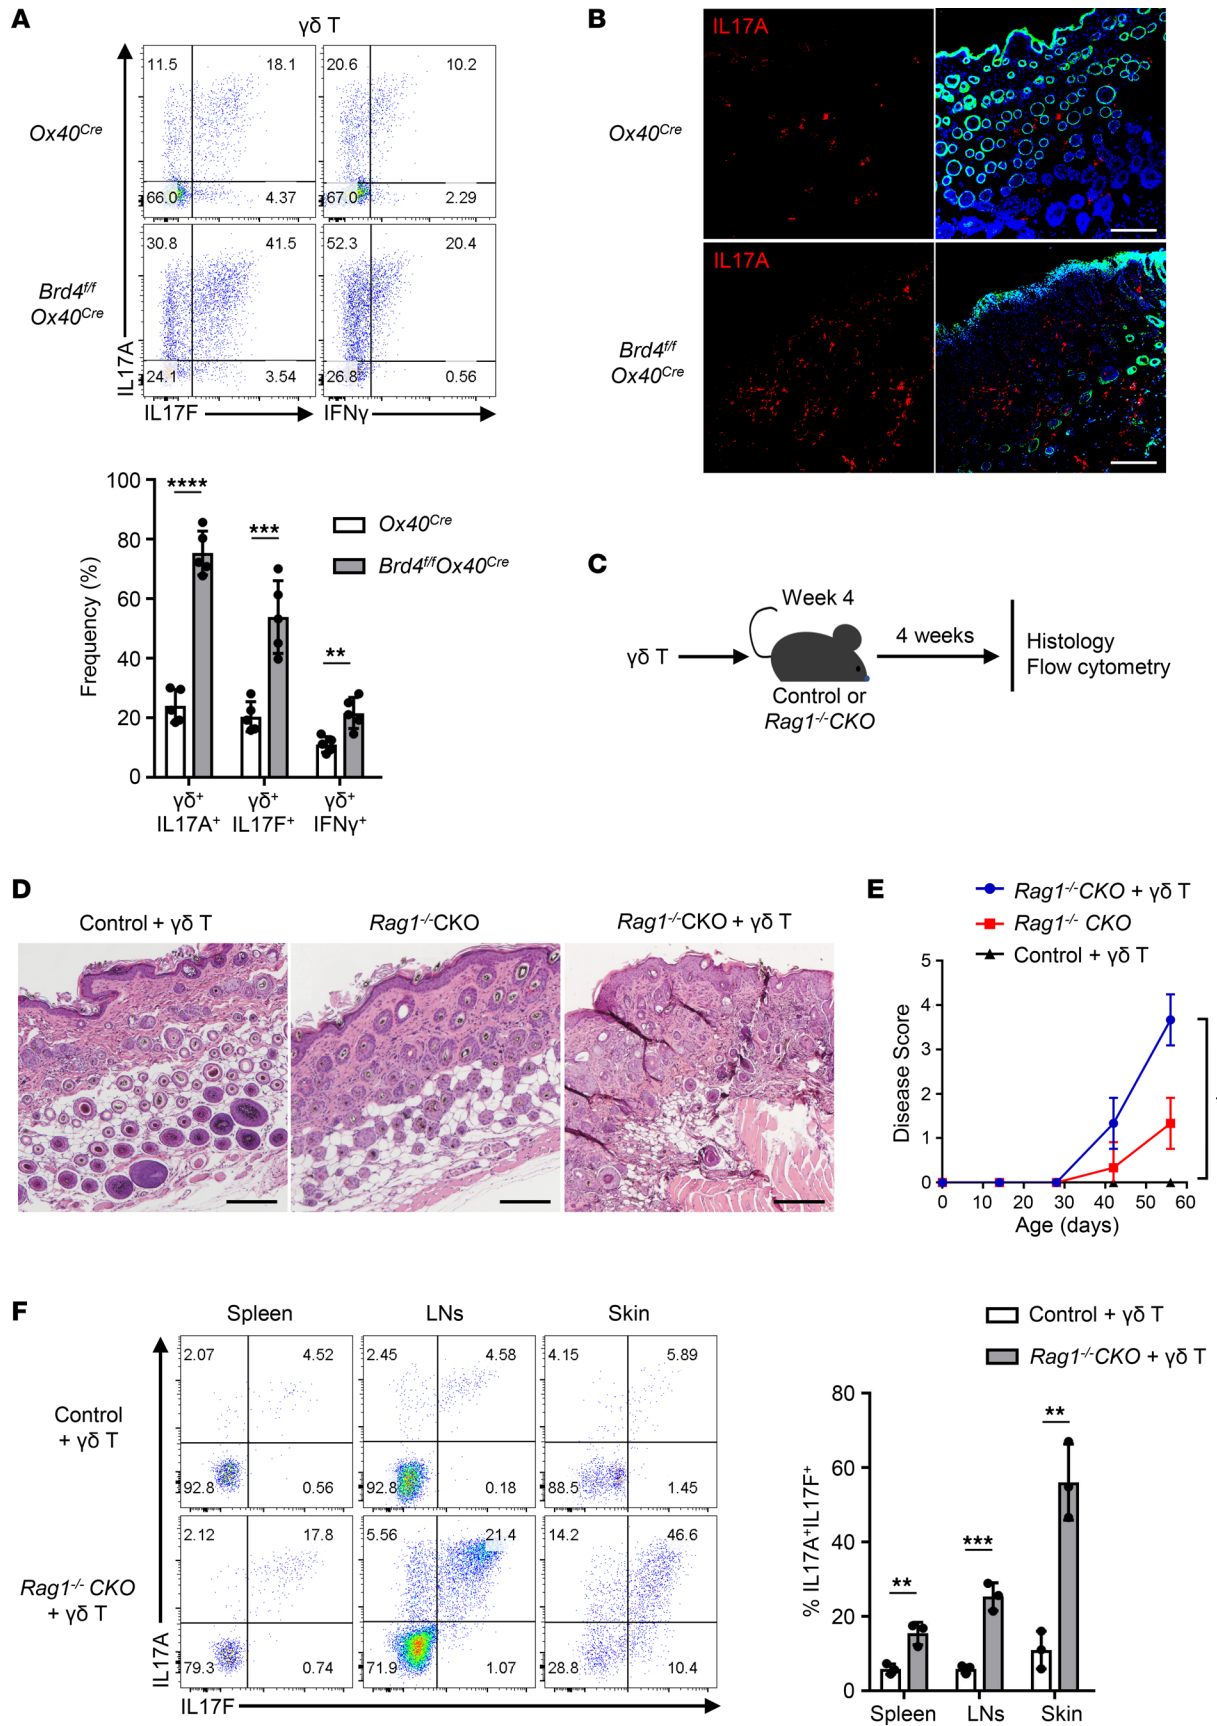 A
γδ T
Ox40Cre
11.5 18.1
66.0 4.37
20.6 10.2
67.0 2.29
Brd4f/f
Ox40Cre
30.8 41.5
24.1 3.54
52.3 20.4
26.8 0.56
IL17A
IL17F
IFNγ
100
80
60
40
20
0
Frequency (%)
****
***
**
Ox40Cre
Brd4f/fOx40Cre
γδ+
IL17A+
γδ+
IL17F+
γδ+
IFNγ+
B
Ox40Cre
IL17A
Brd4f/f
Ox40Cre
IL17A
C
γδ T
Week 4
Control or
Rag1-/-CKO
4 weeks
Histology
Flow cytometry
D
Control + γδ T
Rag1-/-CKO
Rag1-/-CKO + γδ T
E
Rag1-/-CKO + γδ T
Rag1-/- CKO
Control + γδ T
5
4
3
2
1
0
Disease Score
0 10 20 30 40 50 60
Age (days)
F
Spleen LNs Skin
Control
+ γδ T
2.07 4.52
92.8 0.56
2.45 4.58
92.8 0.18
4.15 5.89
88.5 1.45
Rag1-/- CKO
+ γδ T
2.12 17.8
79.3 0.74
5.56 21.4
71.9 1.07
14.2 46.6
28.8 10.4
IL17A
IL17F
Control + γδ T
Rag1-/-CKO + γδ T
80
60
40
20
0
% IL17A+IL17F+
**
***
**
Spleen LNs Skin